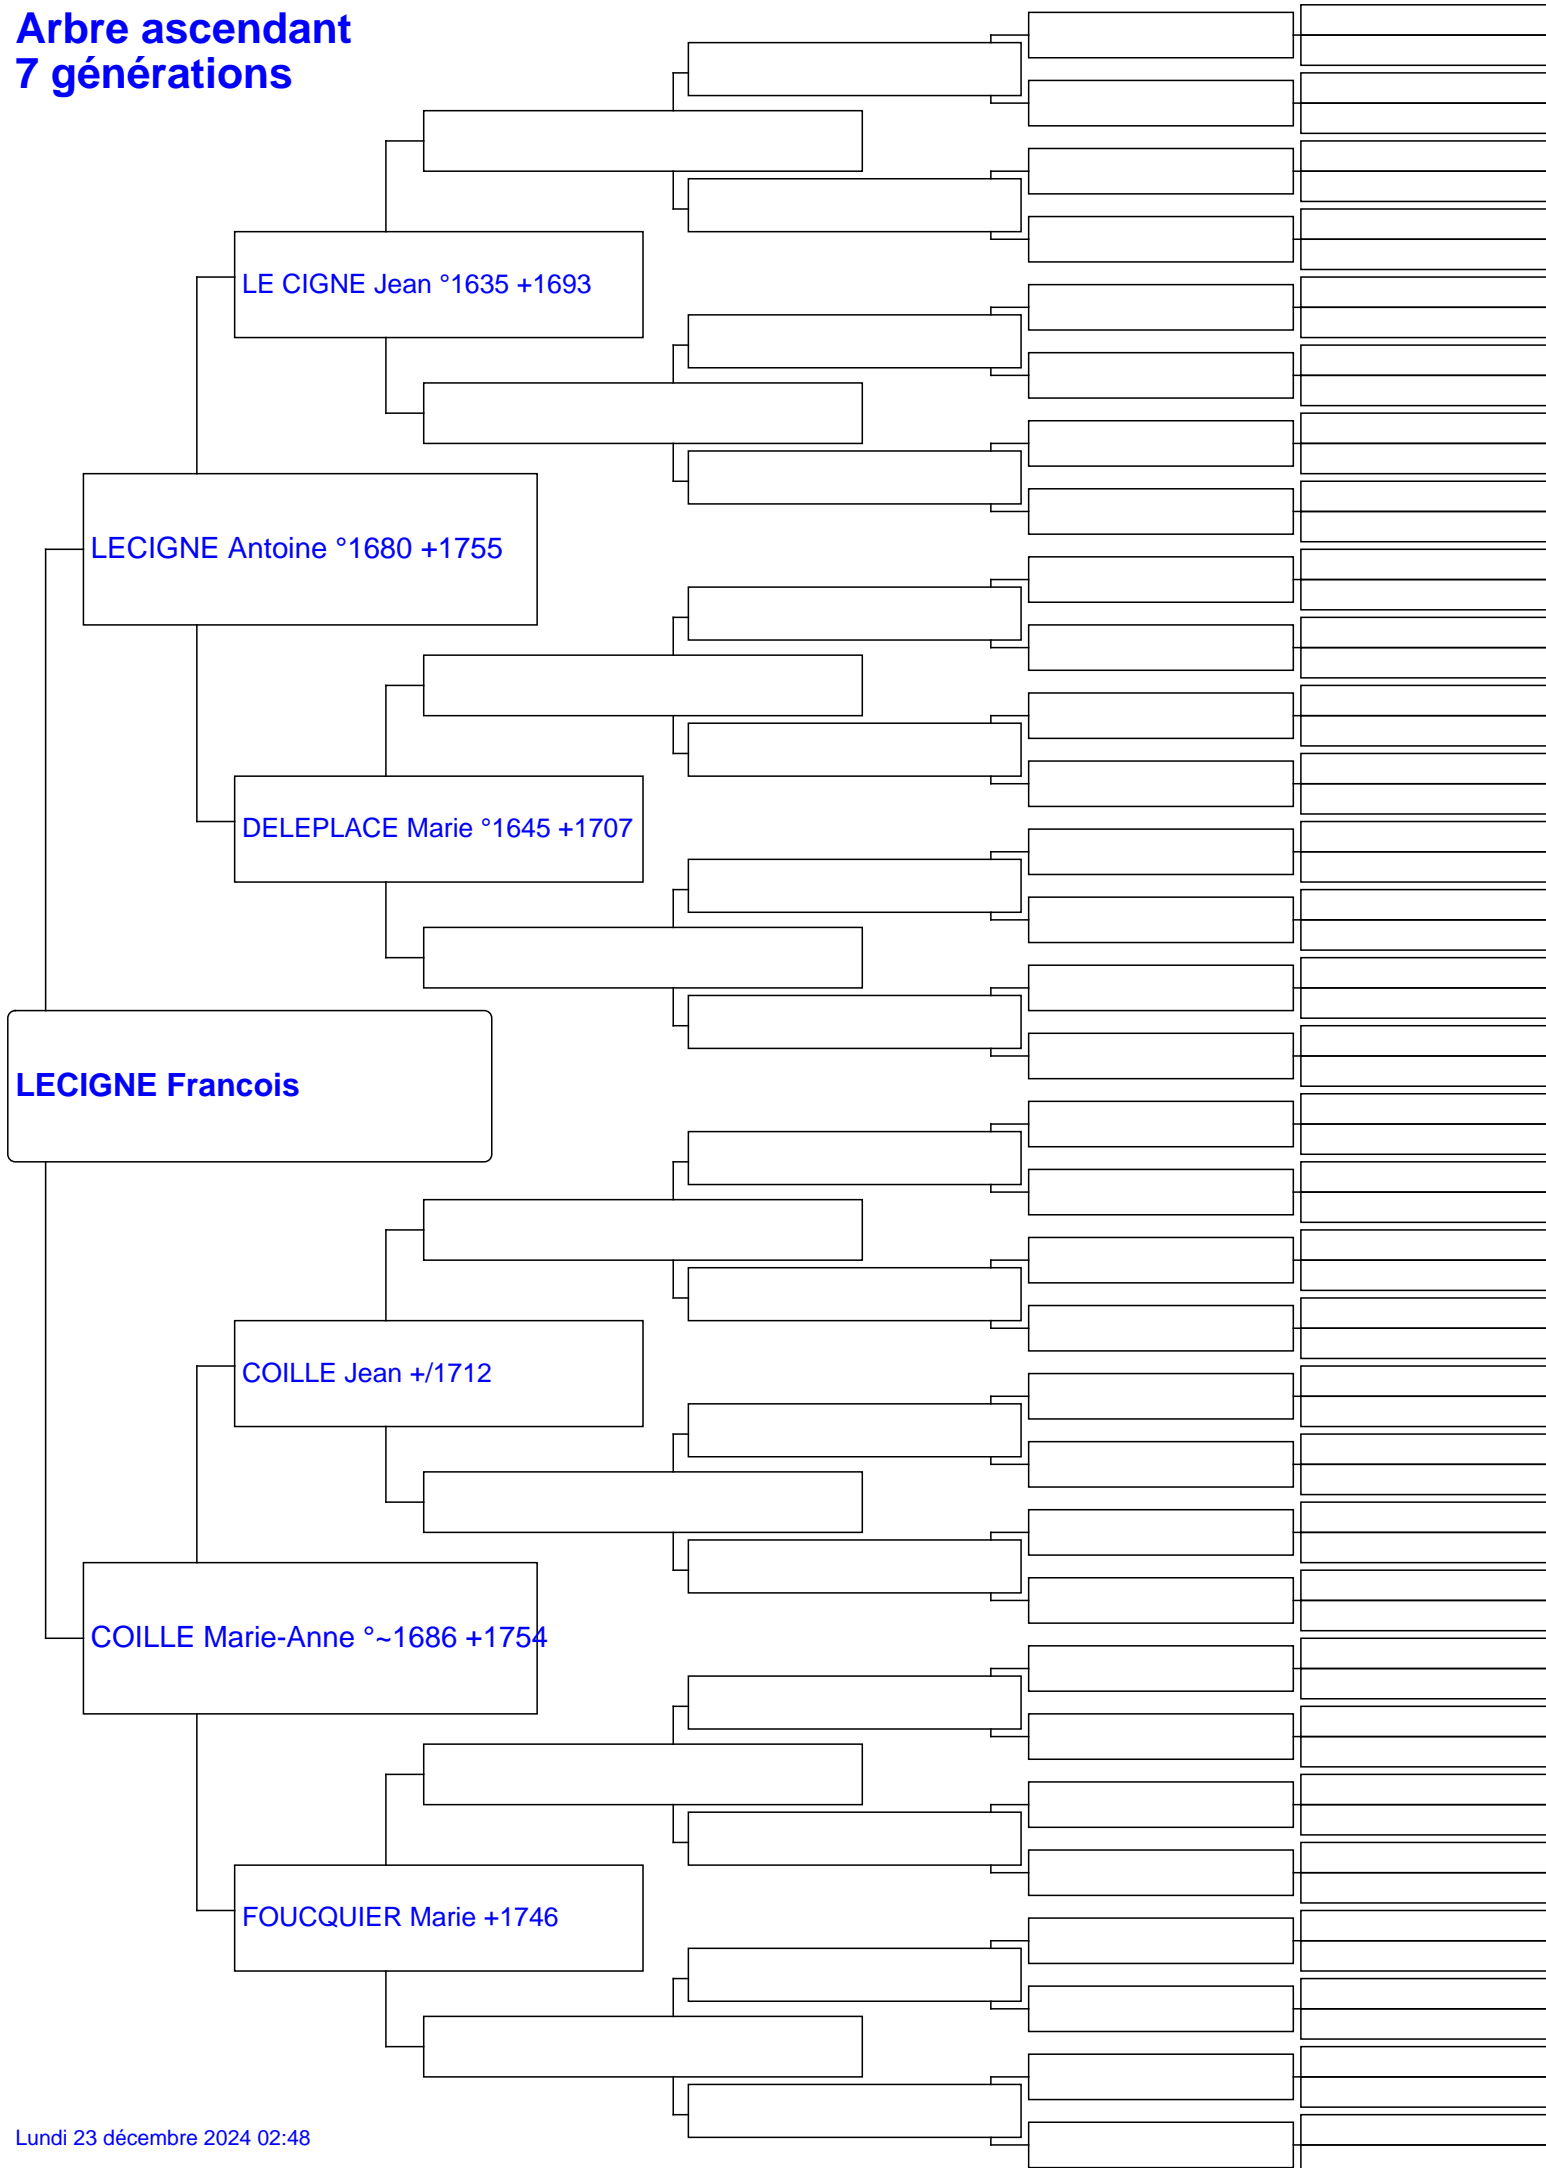 Arbre ascendant
7 générations
LE CIGNE Jean °1635 +1693
LECIGNE Antoine °1680 +1755
DELEPLACE Marie °1645 +1707
LECIGNE Francois
COILLE Jean +/1712
COILLE Marie-Anne °~1686 +1754
FOUCQUIER Marie +1746
Lundi 23 décembre 2024 02:48